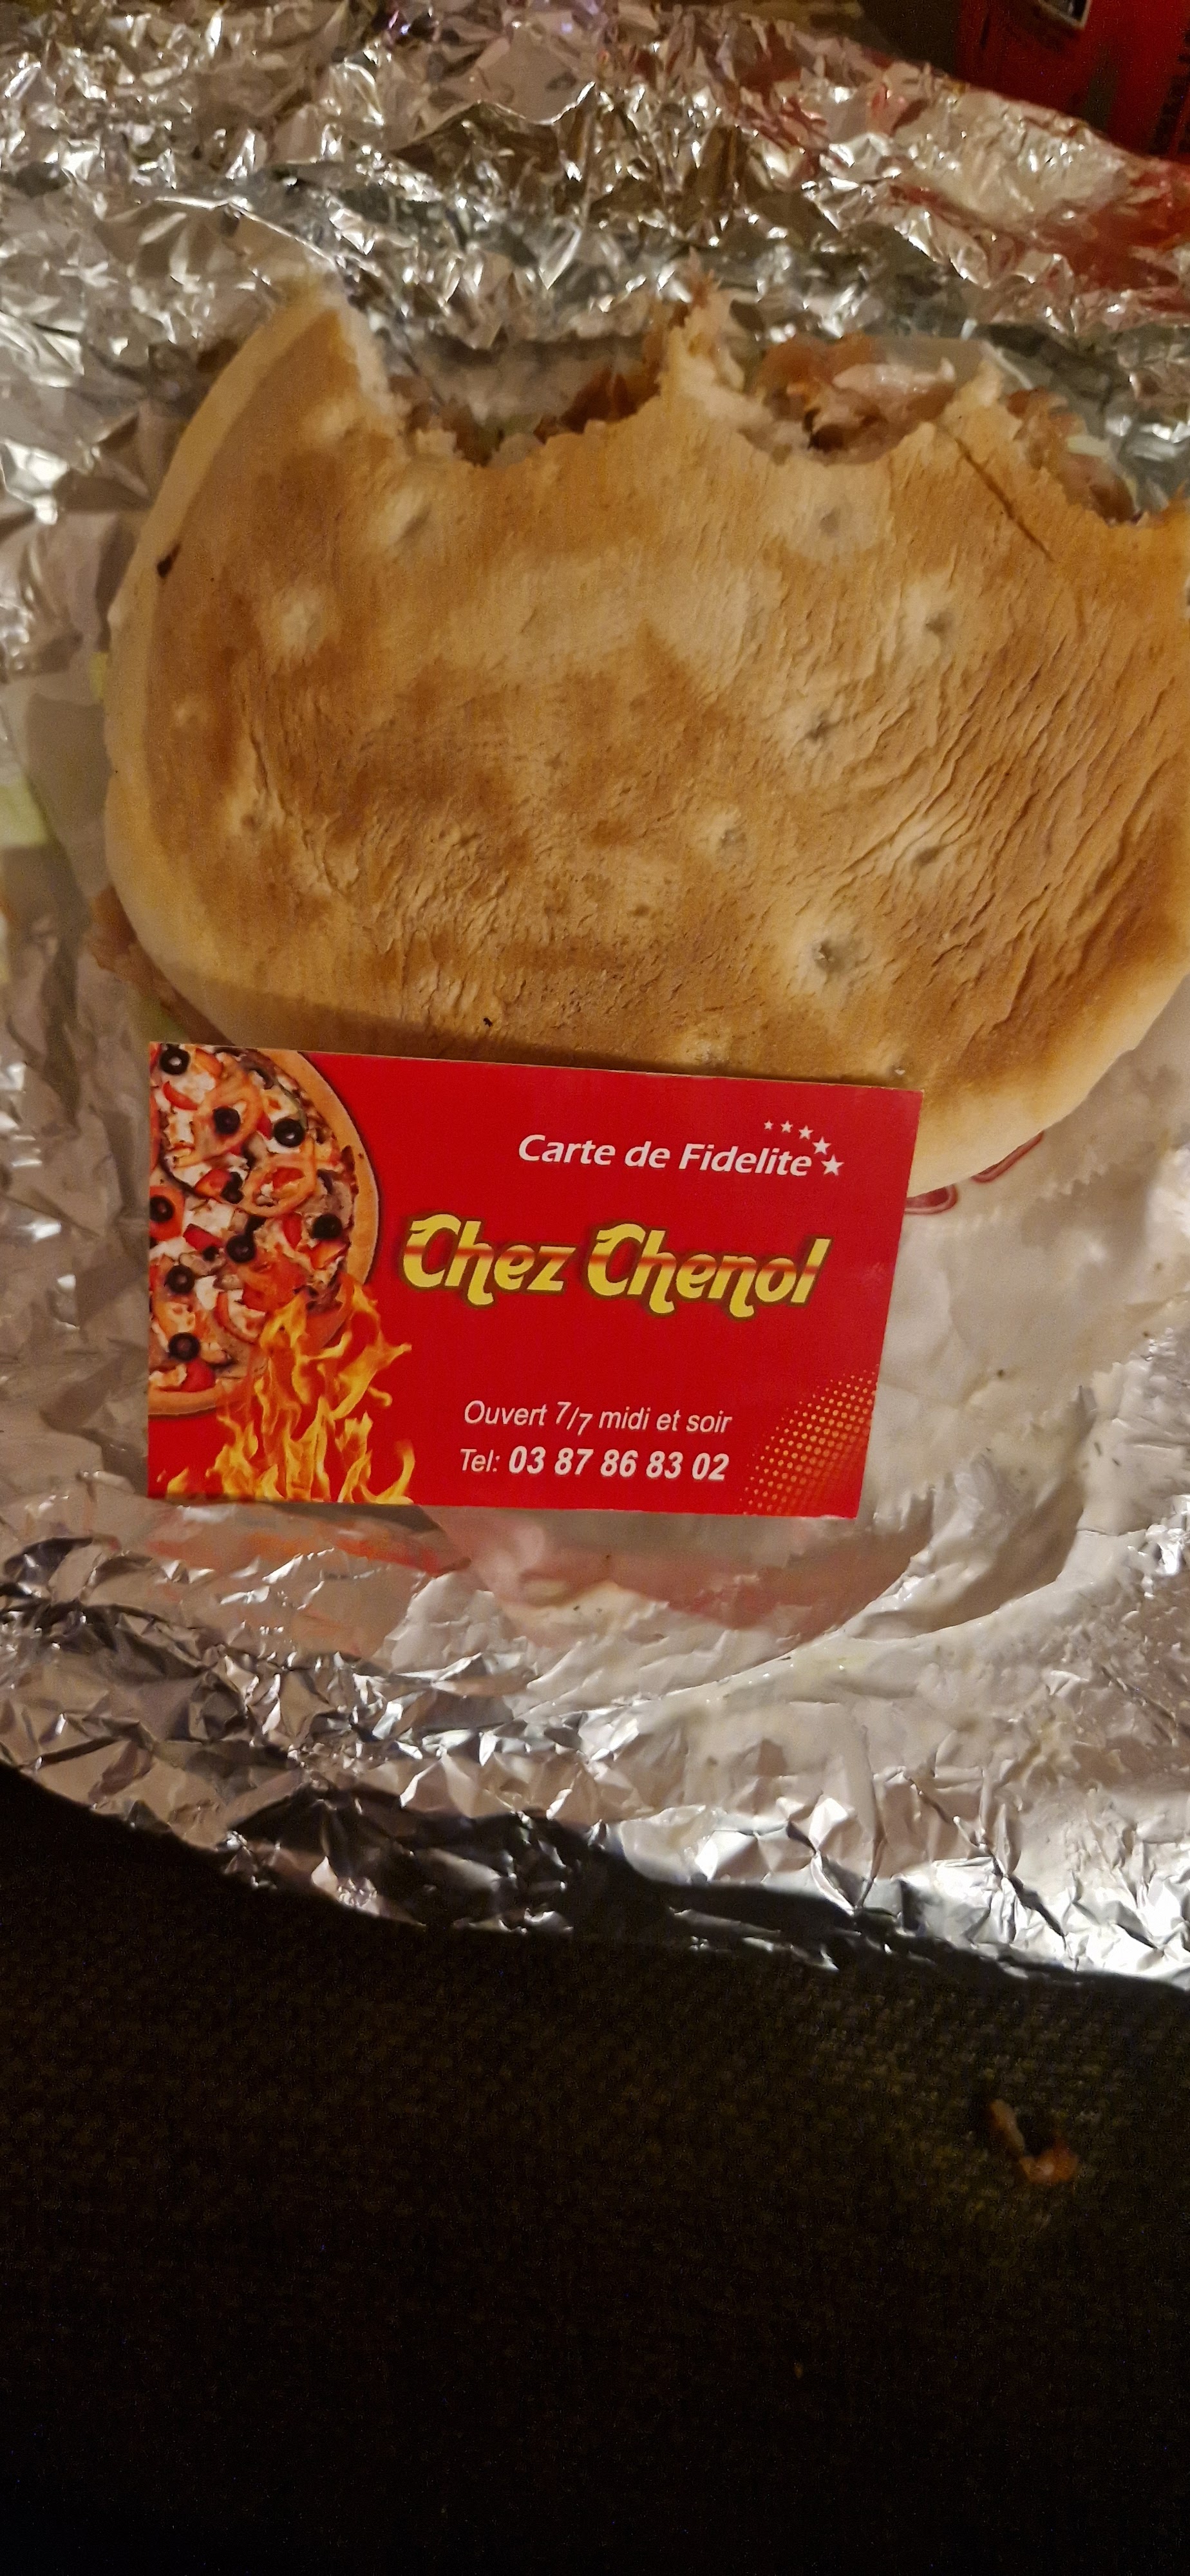 Carte de Fidelite
Chez Chenol
Ouvert 7/7 midi et soir
Tel: 03 87 86 83 02